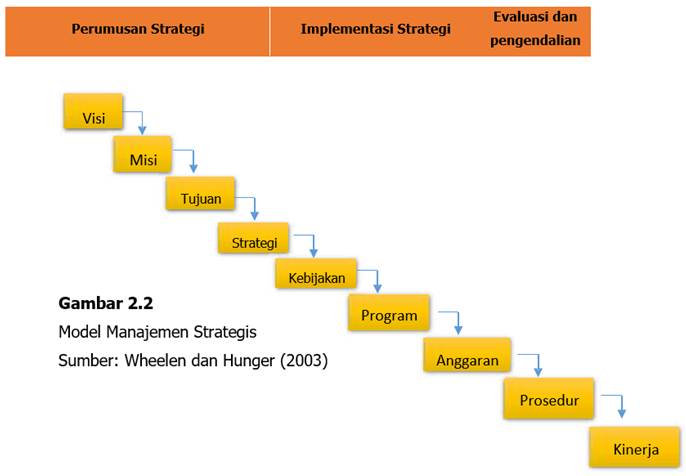 Perumusan Strategi
Implementasi Strategi
Evaluasi dan
pengendalian
Visi
Misi
Tujuan
Strategi
Kebijakan
Program
Anggaran
Prosedur
Kinerja
Gambar 2.2
Model Manajemen Strategis
Sumber: Wheelen dan Hunger (2003)